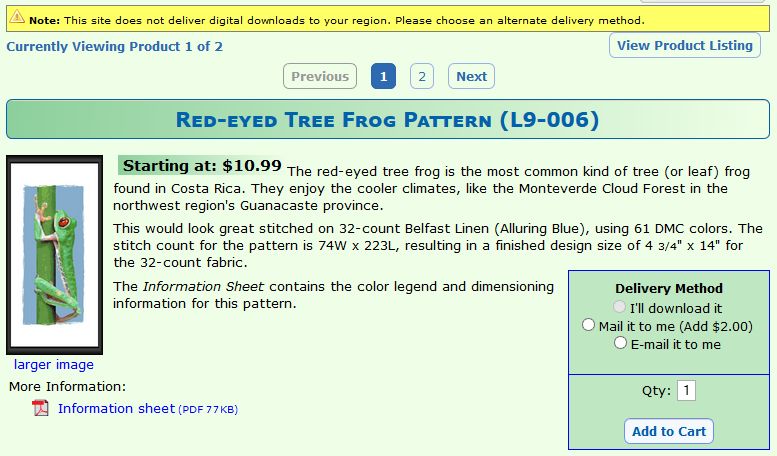 Note: This site does not deliver digital downloads to your region. Please choose an alternate delivery method.
Currently Viewing Product 1 of 2
View Product Listing
Previous 1 2 Next
Red-eyed Tree Frog Pattern (L9-006)
Starting at: $10.99 The red-eyed tree frog is the most common kind of tree (or leaf) frog
found in Costa Rica. They enjoy the cooler climates, like the Monteverde Cloud Forest in the
northwest region's Guanacaste province.
This would look great stitched on 32-count Belfast Linen (Alluring Blue), using 61 DMC colors. The
stitch count for the pattern is 74W x 223L, resulting in a finished design size of 4 3/4" x 14" for
the 32-count fabric.
The Information Sheet contains the color legend and dimensioning
information for this pattern.
larger image
More Information:
Information sheet (PDF 77KB)
Delivery Method
I'll download it
Mail it to me (Add $2.00)
E-mail it to me
Qty: 1
Add to Cart